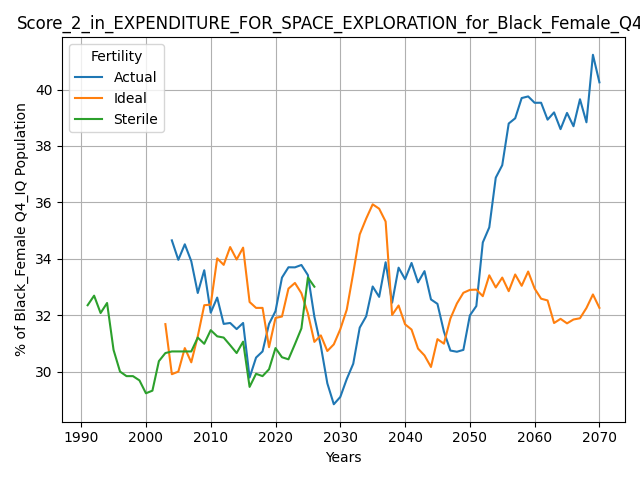 Score_2_in_EXPENDITURE_FOR_SPACE_EXPLORATION_for_Black_Female_Q4
Fertility
Actual
Ideal
Sterile
% of Black_Female Q4_IQ Population
40
38
36
34
32
30
1990 2000 2010 2020 2030 2040 2050 2060 2070
Years